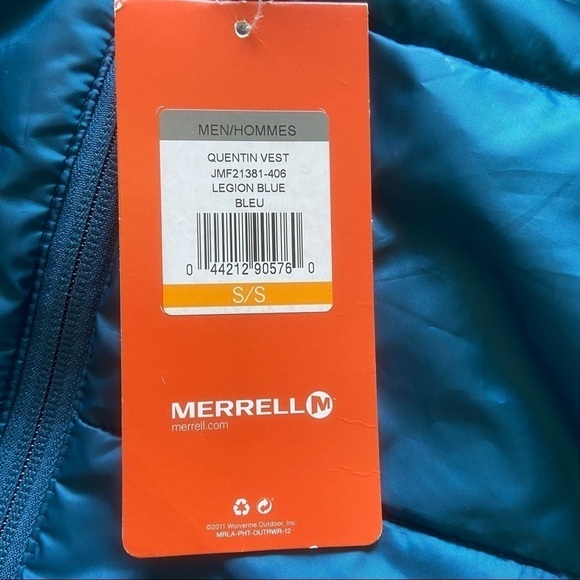 MEN/HOMMES
QUENTIN VEST
JMF21381-406
LEGION BLUE
BLEU
0 44212 90576 0
S/S
MERRELL M
merrell.com
©2011 Wolverine Outdoor, Inc.
MRLA-PHT-OUTRWR-12